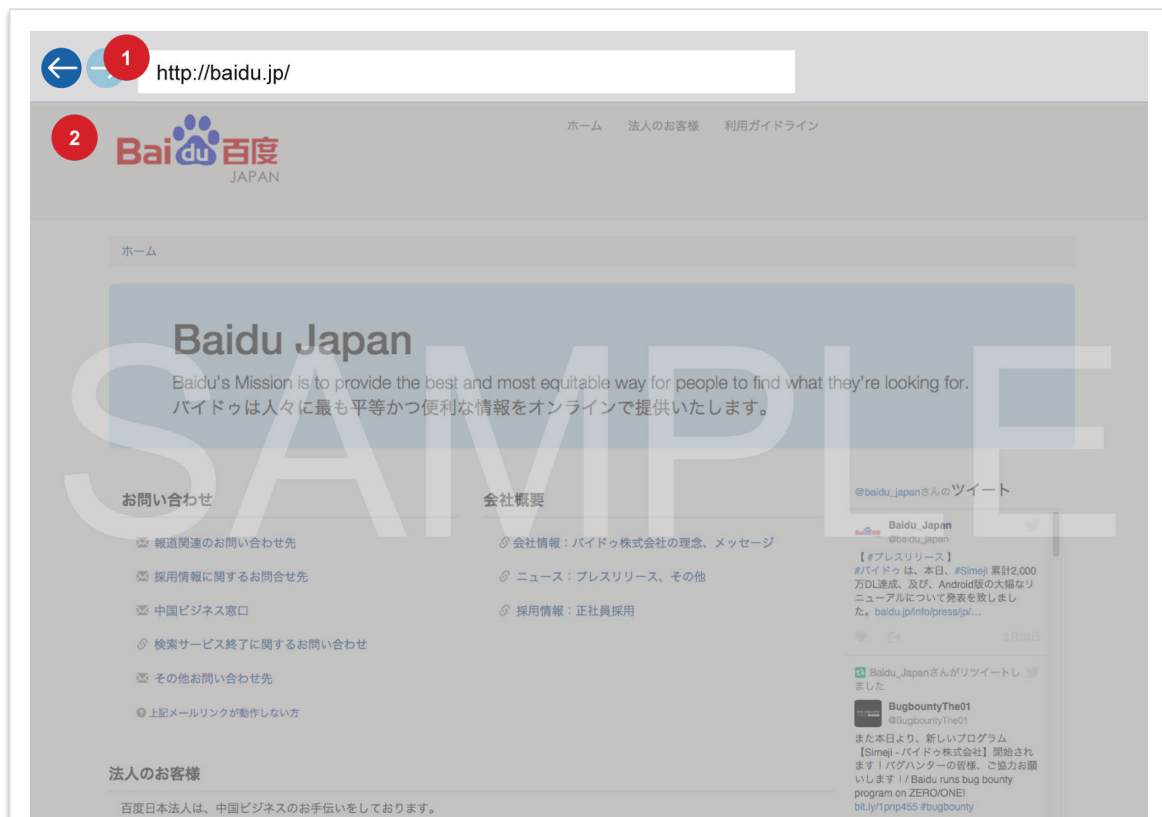 1
http://baidu.jp/
2
Bai du 百度
JAPAN
ホーム 法人のお客様 利用ガイドライン
ホーム
Baidu Japan
Baidu's Mission is to provide the best and most equitable way for people to find what they're looking for.
バイドゥは人々に最も平等かつ便利な情報をオンラインで提供いたします。
SAMPLE
お問い合わせ
報道関連のお問い合わせ先
採用情報に関するお問合せ先
中国ビジネス窓口
検索サービス終了に関するお問い合わせ
その他お問い合わせ先
上記メールリンクが動作しない方
会社概要
会社情報：バイドゥ株式会社の理念、メッセージ
ニュース：プレスリリース、その他
採用情報：正社員採用
@baidu_japanさんのツイート
Baidu_Japan
@baidu_japan
【 #プレスリリース 】
#バイドゥ は、本日、#Simeji 累計2,000
万DL達成、及び、Android版の大幅なリ
ニューアルについて発表を致しまし
た。baidu.jp/info/press/jp/…
Baidu_Japanさんがリツイートし
ました
BugbountyThe01
@BugbountyThe01
また本日より、新しいプログラム
【Simeji - バイドゥ株式会社】開始され
ます！バグハンターの皆様、ご協力お願
いします！/ Baidu runs bug bounty
program on ZERO/ONE!
bit.ly/1pnp455 #bugbounty
法人のお客様
百度日本法人は、中国ビジネスのお手伝いをしております。